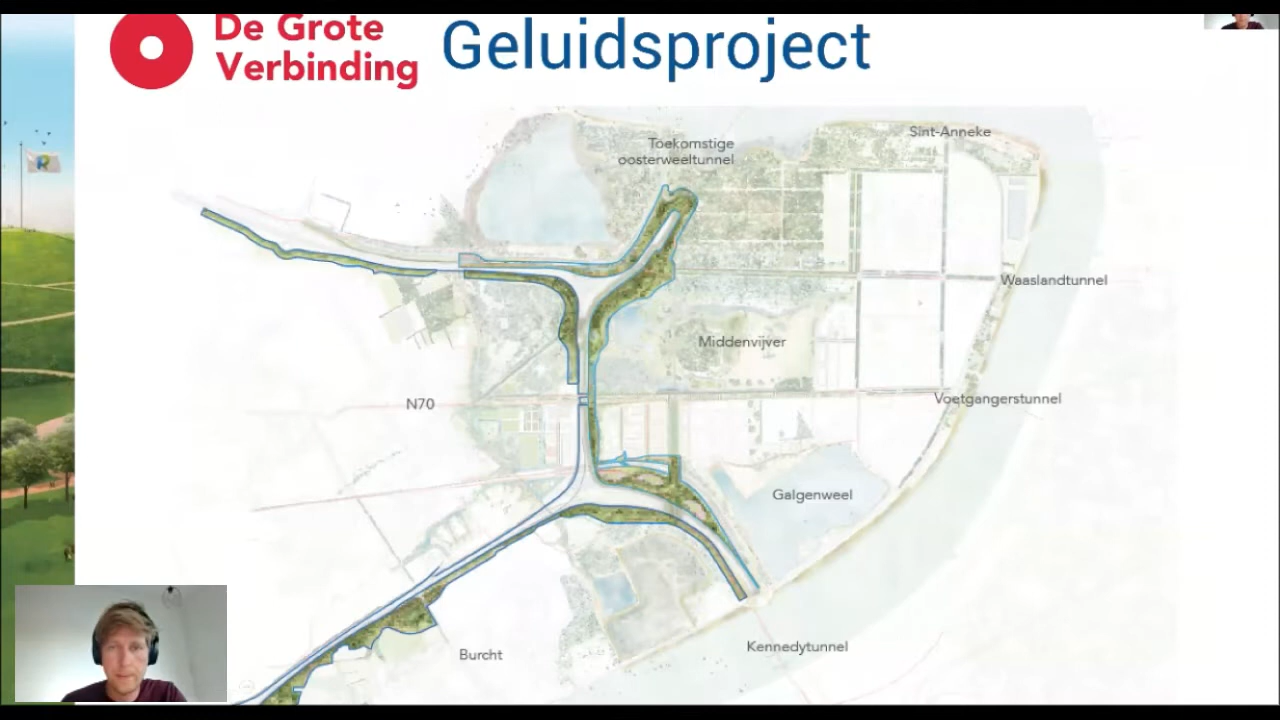 De Grote
Verbinding
Geluidsproject
Sint-Anneke
Toekomstige
oosterweeltunnel
Waaslandtunnel
Middenvijver
N70
Voetgangerstunnel
Galgenweel
Kennedytunnel
Burcht
R